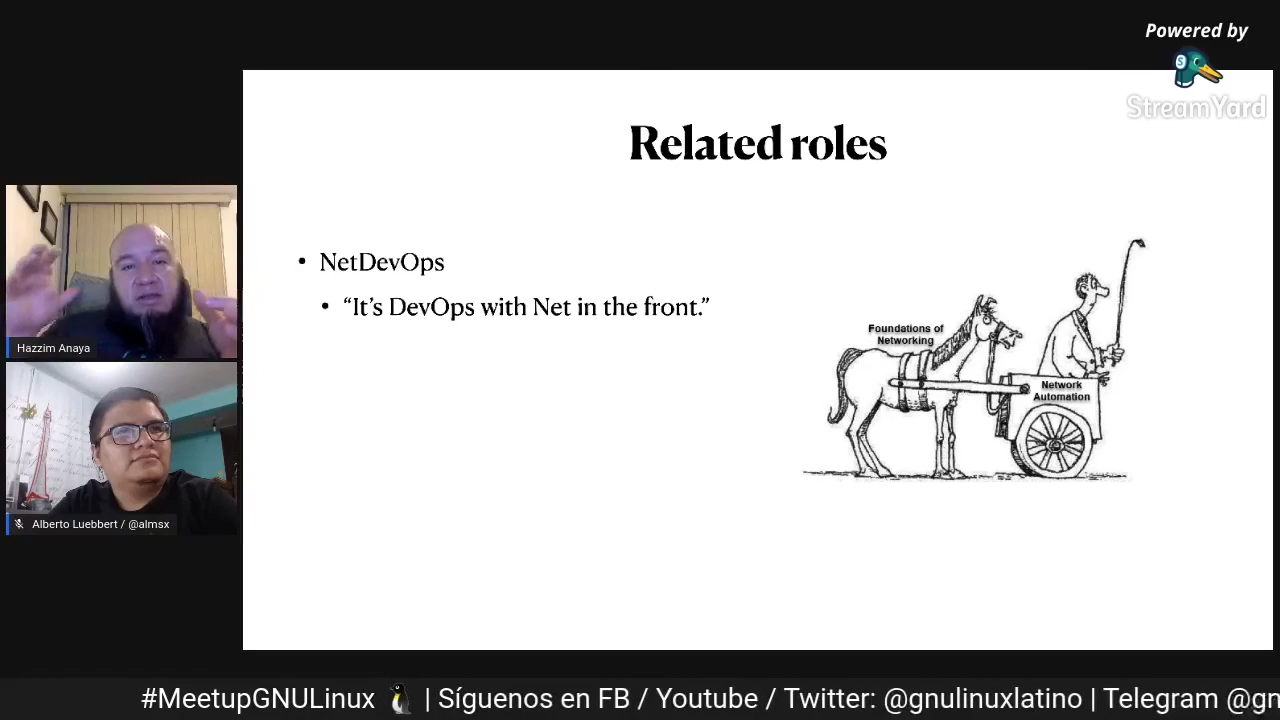 Powered by
StreamYard
Related roles
• NetDevOps
• “It’s DevOps with Net in the front.”
Foundations of
Networking
Network
Automation
Hazzim Anaya
Alberto Luebbert / @almsx
#MeetupGNULinux 🐧 | Síguenos en FB / Youtube / Twitter: @gnulinuxlatino | Telegram @gn